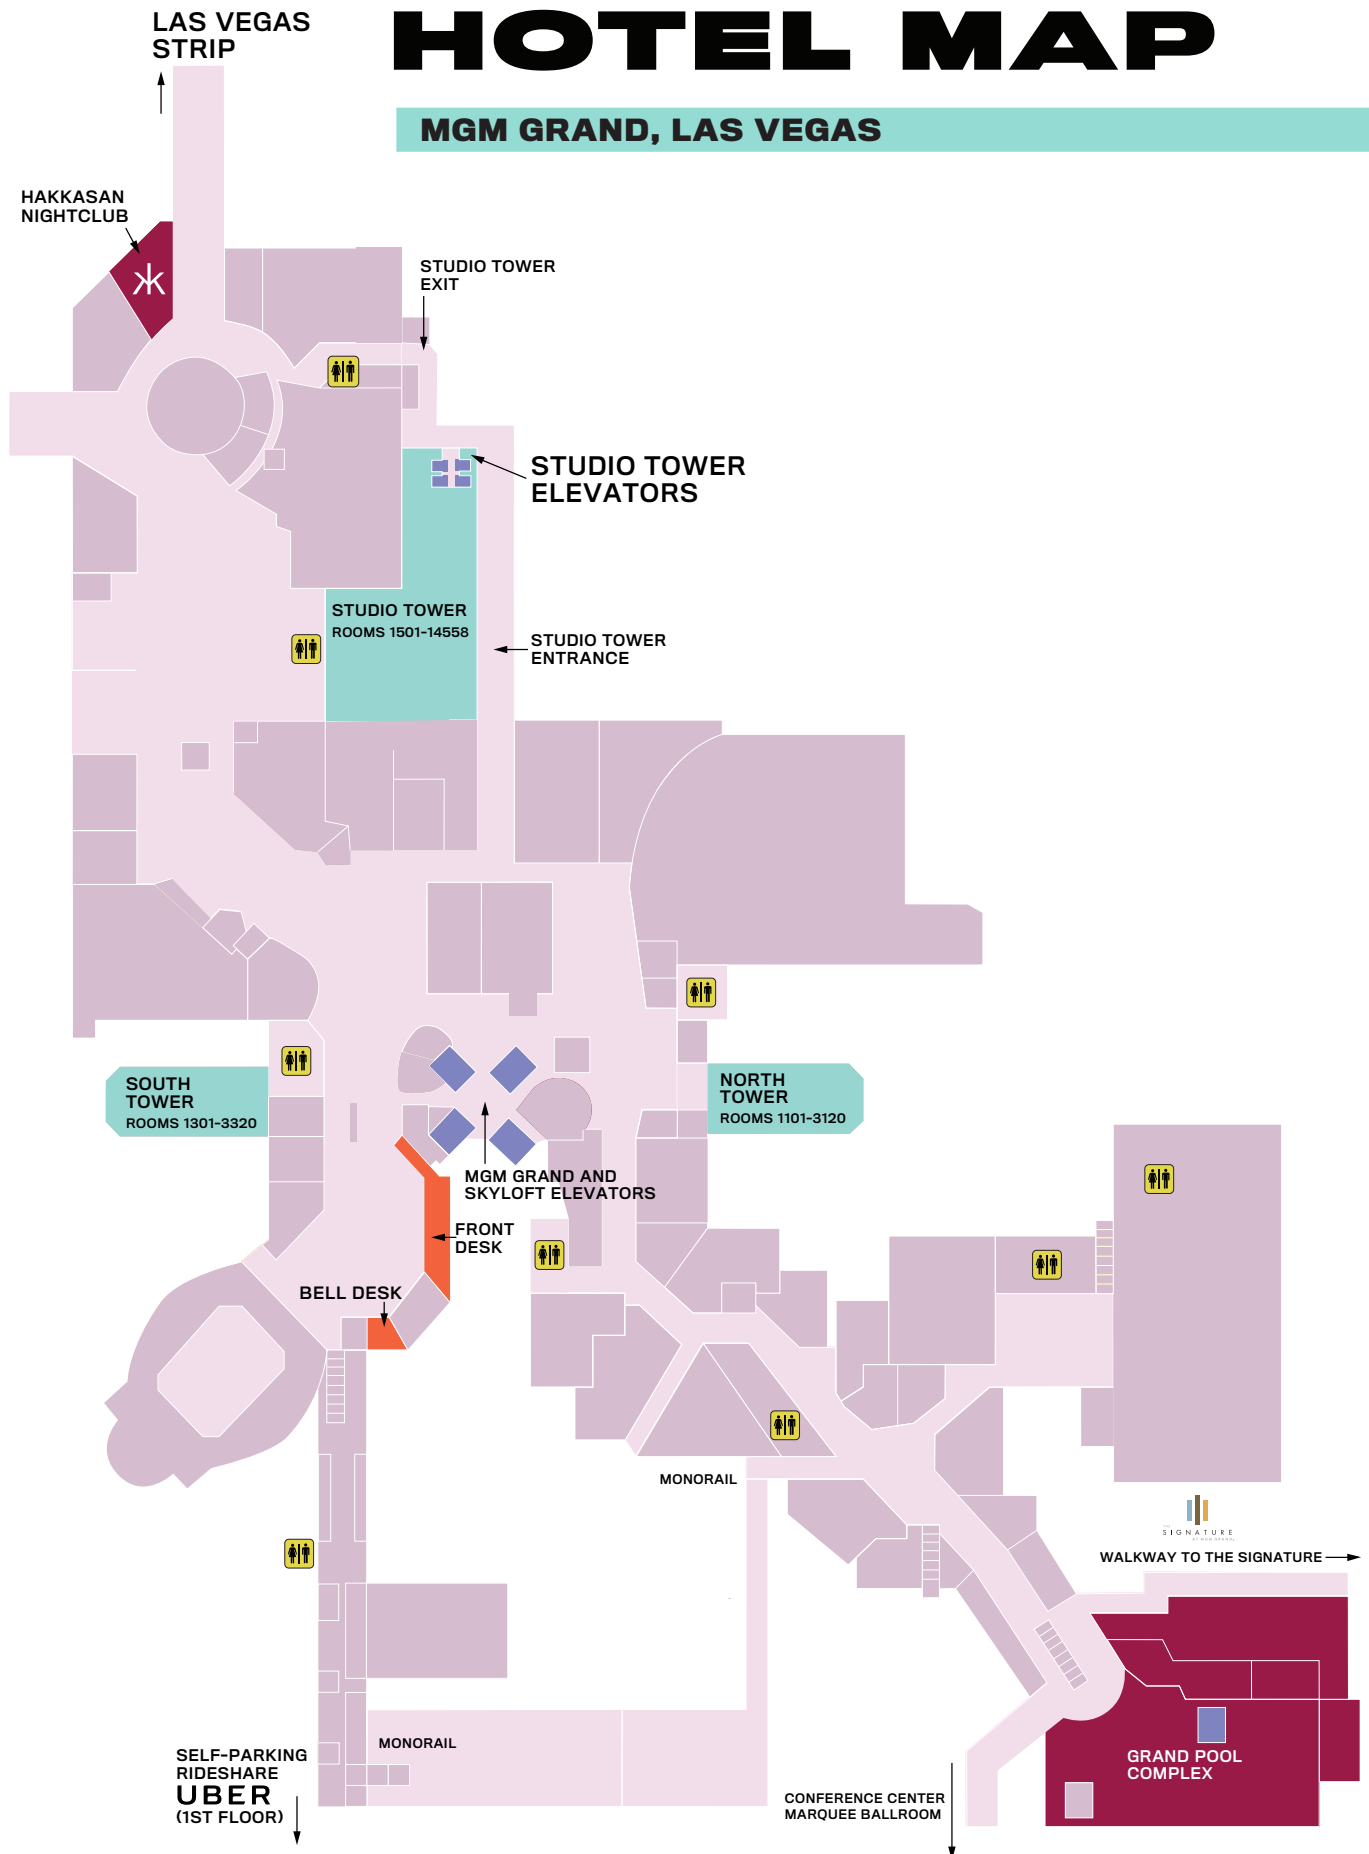 LAS VEGAS
STRIP
HOTEL MAP
MGM GRAND, LAS VEGAS
HAKKASAN
NIGHTCLUB
STUDIO TOWER
EXIT
STUDIO TOWER
ELEVATORS
STUDIO TOWER
ROOMS 1501-14558
STUDIO TOWER
ENTRANCE
SOUTH
TOWER
ROOMS 1301-3320
NORTH
TOWER
ROOMS 1101-3120
MGM GRAND AND
SKYLOFT ELEVATORS
FRONT
DESK
BELL DESK
MONORAIL
SIGNATURE
WALKWAY TO THE SIGNATURE
MONORAIL
SELF-PARKING
RIDESHARE
UBER
(1ST FLOOR)
GRAND POOL
COMPLEX
CONFERENCE CENTER
MARQUEE BALLROOM